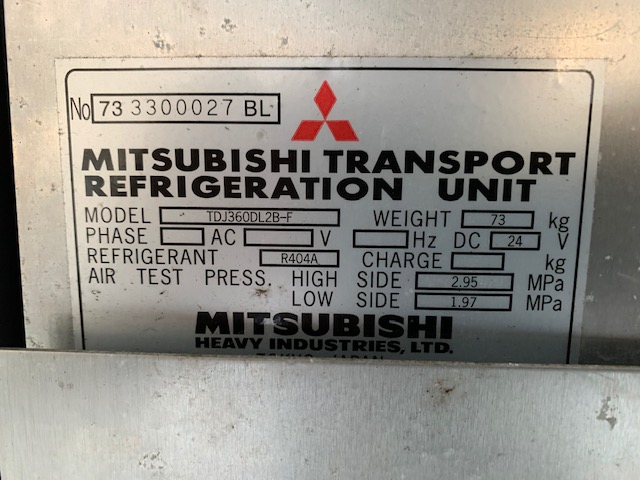 No 73 3300027 BL
MITSUBISHI TRANSPORT
REFRIGERATION UNIT
MODEL TDJ360DL2B-F WEIGHT 73 kg
PHASE AC V Hz DC 24 V
REFRIGERANT R404A CHARGE kg
AIR TEST PRESS. HIGH SIDE 2.95 MPa
LOW SIDE 1.97 MPa
MITSUBISHI
HEAVY INDUSTRIES, LTD.